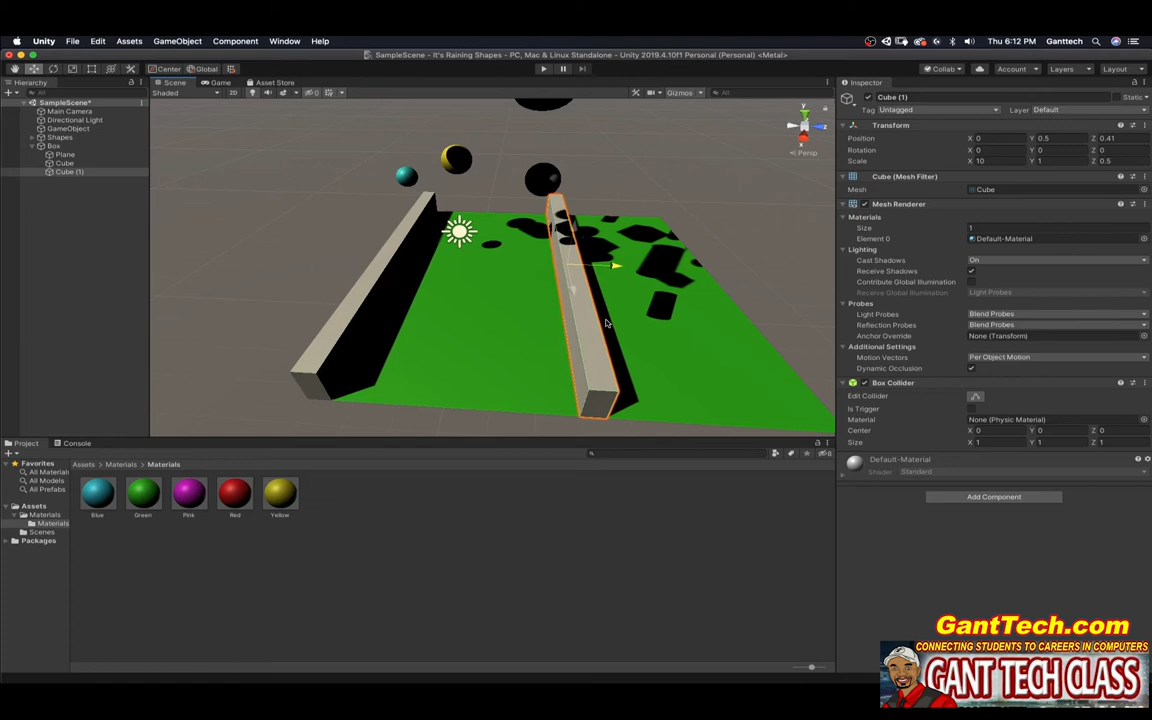 Unity File Edit Assets GameObject Component Window Help
Thu 6:12 PM Ganttech
SampleScene - It's Raining Shapes - PC, Mac & Linux Standalone - Unity 2019.4.10f1 Personal (Personal) <Metal>
Center Global
Collab Account Layers Layout
Hierarchy
All
SampleScene*
Main Camera
Directional Light
GameObject
Shapes
Box
Plane
Cube
Cube (1)
Scene Game Asset Store
Shaded 2D 0 Gizmos All
y
z
x
Persp
Inspector
Cube (1) Static
Tag Untagged Layer Default
Transform
Position X 0 Y 0.5 Z 0.41
Rotation X 0 Y 0 Z 0
Scale X 10 Y 1 Z 0.5
Cube (Mesh Filter)
Mesh Cube
Mesh Renderer
Materials
Size 1
Element 0 Default-Material
Lighting
Cast Shadows On
Receive Shadows
Contribute Global Illumination
Receive Global Illumination Light Probes
Probes
Light Probes Blend Probes
Reflection Probes Blend Probes
Anchor Override None (Transform)
Additional Settings
Motion Vectors Per Object Motion
Dynamic Occlusion
Box Collider
Edit Collider
Is Trigger
Material None (Physic Material)
Center X 0 Y 0 Z 0
Size X 1 Y 1 Z 1
Default-Material
Shader Standard
Add Component
Project Console
8
Favorites
All Material
All Models
All Prefabs
Assets
Materials
Materials
Scenes
Packages
Assets Materials Materials
Blue Green Pink Red Yellow
GantTech.com
CONNECTING STUDENTS TO CAREERS IN COMPUTERS
GANT TECH CLASS